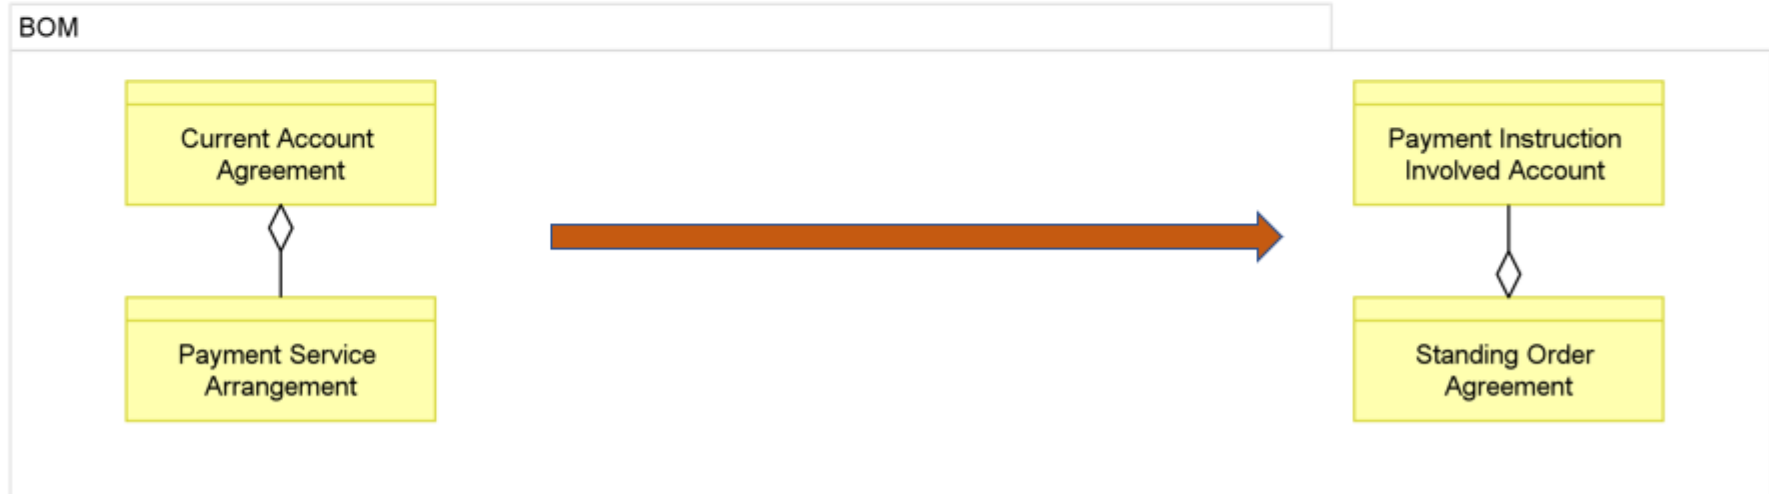 BOM
Current Account
Agreement
Payment Instruction
Involved Account
Payment Service
Arrangement
Standing Order
Agreement